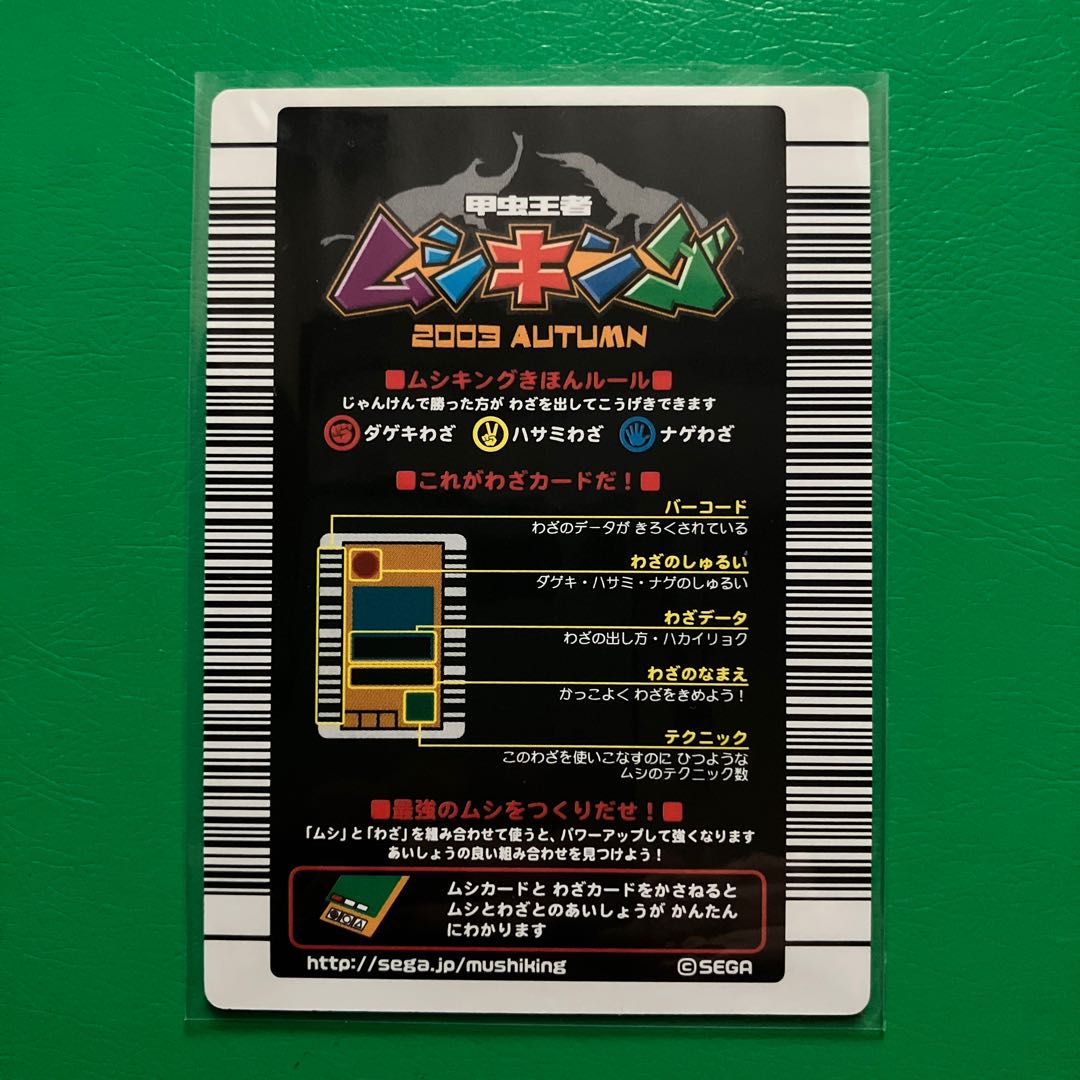 甲虫王者
ムシキング
2003 AUTUMN
■ムシキングきほんルール■
じゃんけんで勝った方が わざを出してこうげきできます
ダゲキわざ ハサミわざ ナゲわざ
■これがわざカードだ！■
バーコード
わざのデータが きろくされている
わざのしゅるい
ダゲキ・ハサミ・ナゲのしゅるい
わざデータ
わざの出し方・ハカイリョク
わざのなまえ
かっこよく わざをきめよう！
テクニック
このわざを使いこなすのに ひつような
ムシのテクニック数
■最強のムシをつくりだせ！■
「ムシ」と「わざ」を組み合わせて使うと、パワーアップして強くなります
あいしょうの良い組み合わせを見つけよう！
ムシカードと わざカードをかさねると
ムシとわざとのあいしょうが かんたん
にわかります
http://sega.jp/mushiking ©SEGA